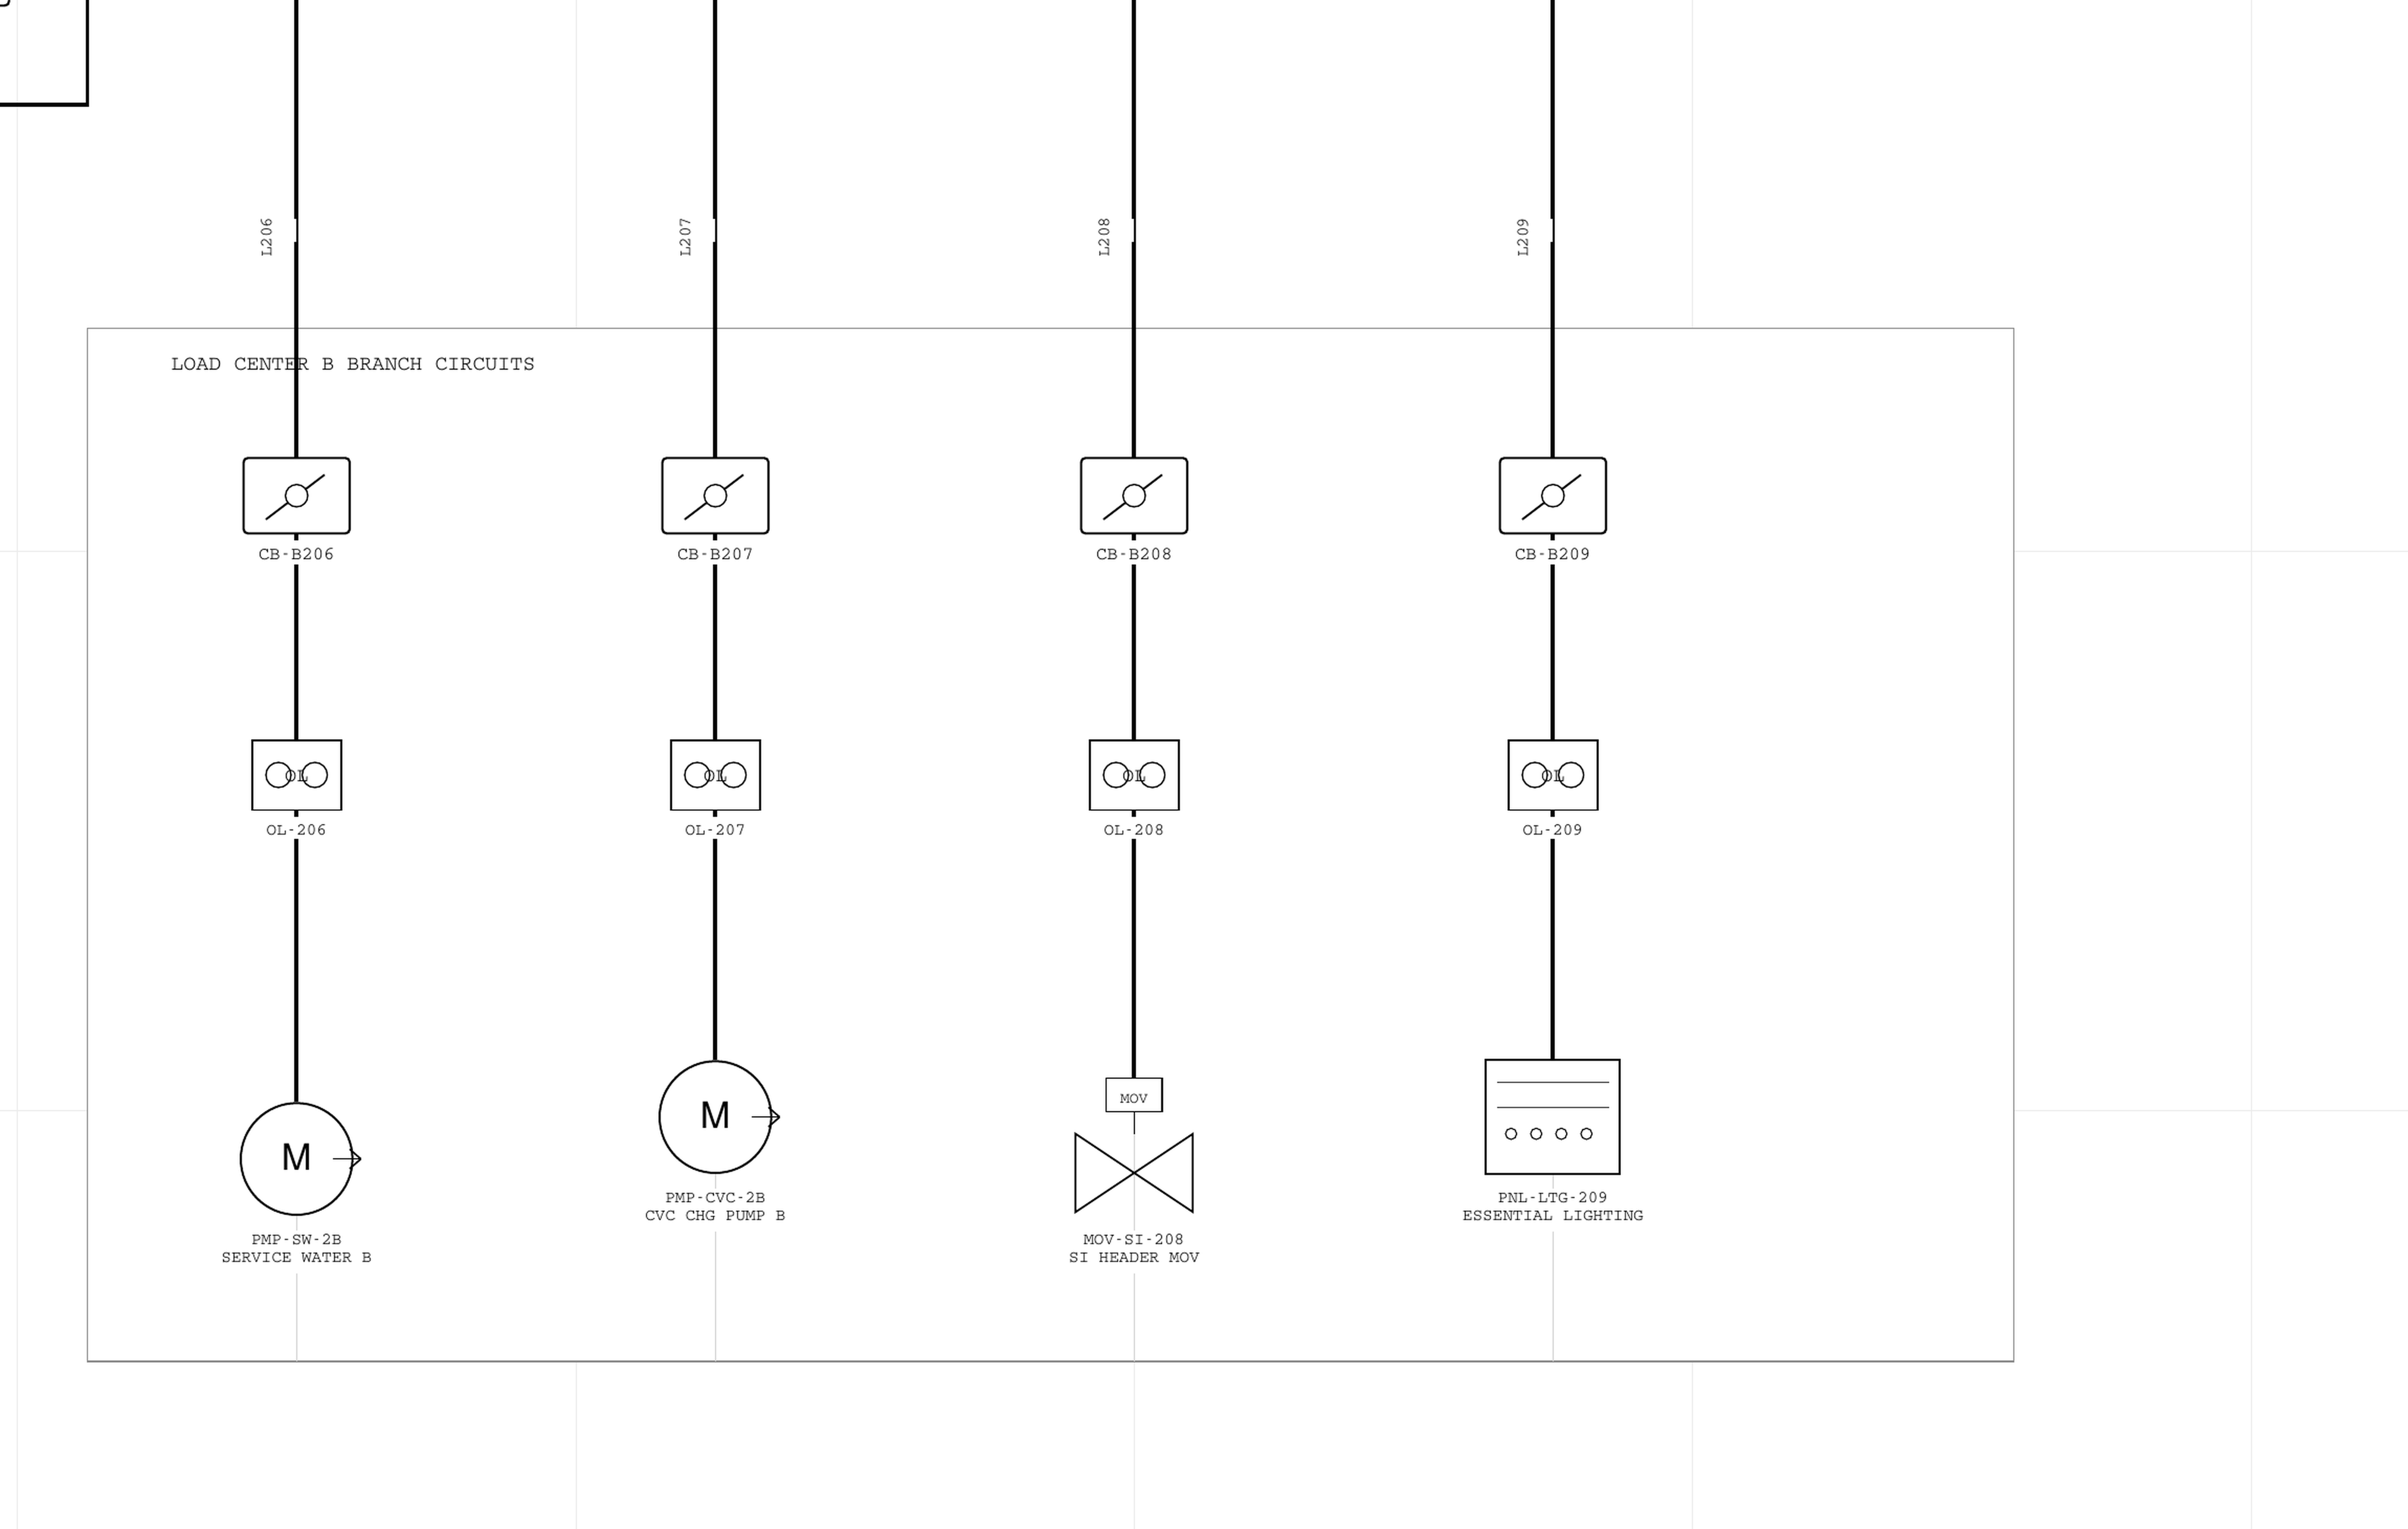 L206
L207
L208
L209
LOAD CENTER B BRANCH CIRCUITS
CB-B206
CB-B207
CB-B208
CB-B209
OL
OL
OL
OL
OL-206
OL-207
OL-208
OL-209
MOV
M
M
PMP-CVC-2B
CVC CHG PUMP B
PNL-LTG-209
ESSENTIAL LIGHTING
PMP-SW-2B
SERVICE WATER B
MOV-SI-208
SI HEADER MOV